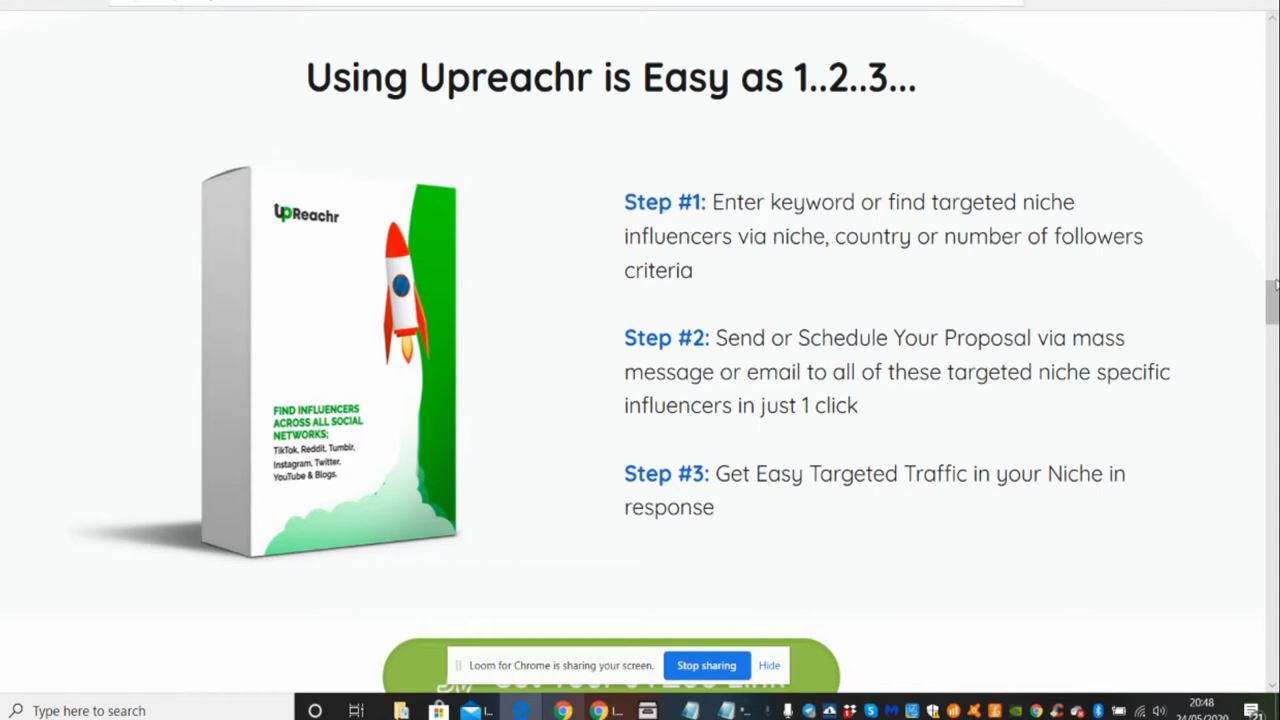 Using Upreachr is Easy as 1..2..3...
upReachr
FIND INFLUENCERS
ACROSS ALL SOCIAL
NETWORKS;
TikTok, Reddit, Tumblr,
Instagram, Twitter,
YouTube & Blogs.
Step #1: Enter keyword or find targeted niche
influencers via niche, country or number of followers
criteria
Step #2: Send or Schedule Your Proposal via mass
message or email to all of these targeted niche specific
influencers in just 1 click
Step #3: Get Easy Targeted Traffic in your Niche in
response
Loom for Chrome is sharing your screen.
Stop sharing
Hide
Type here to search
20:48
24/05/2020